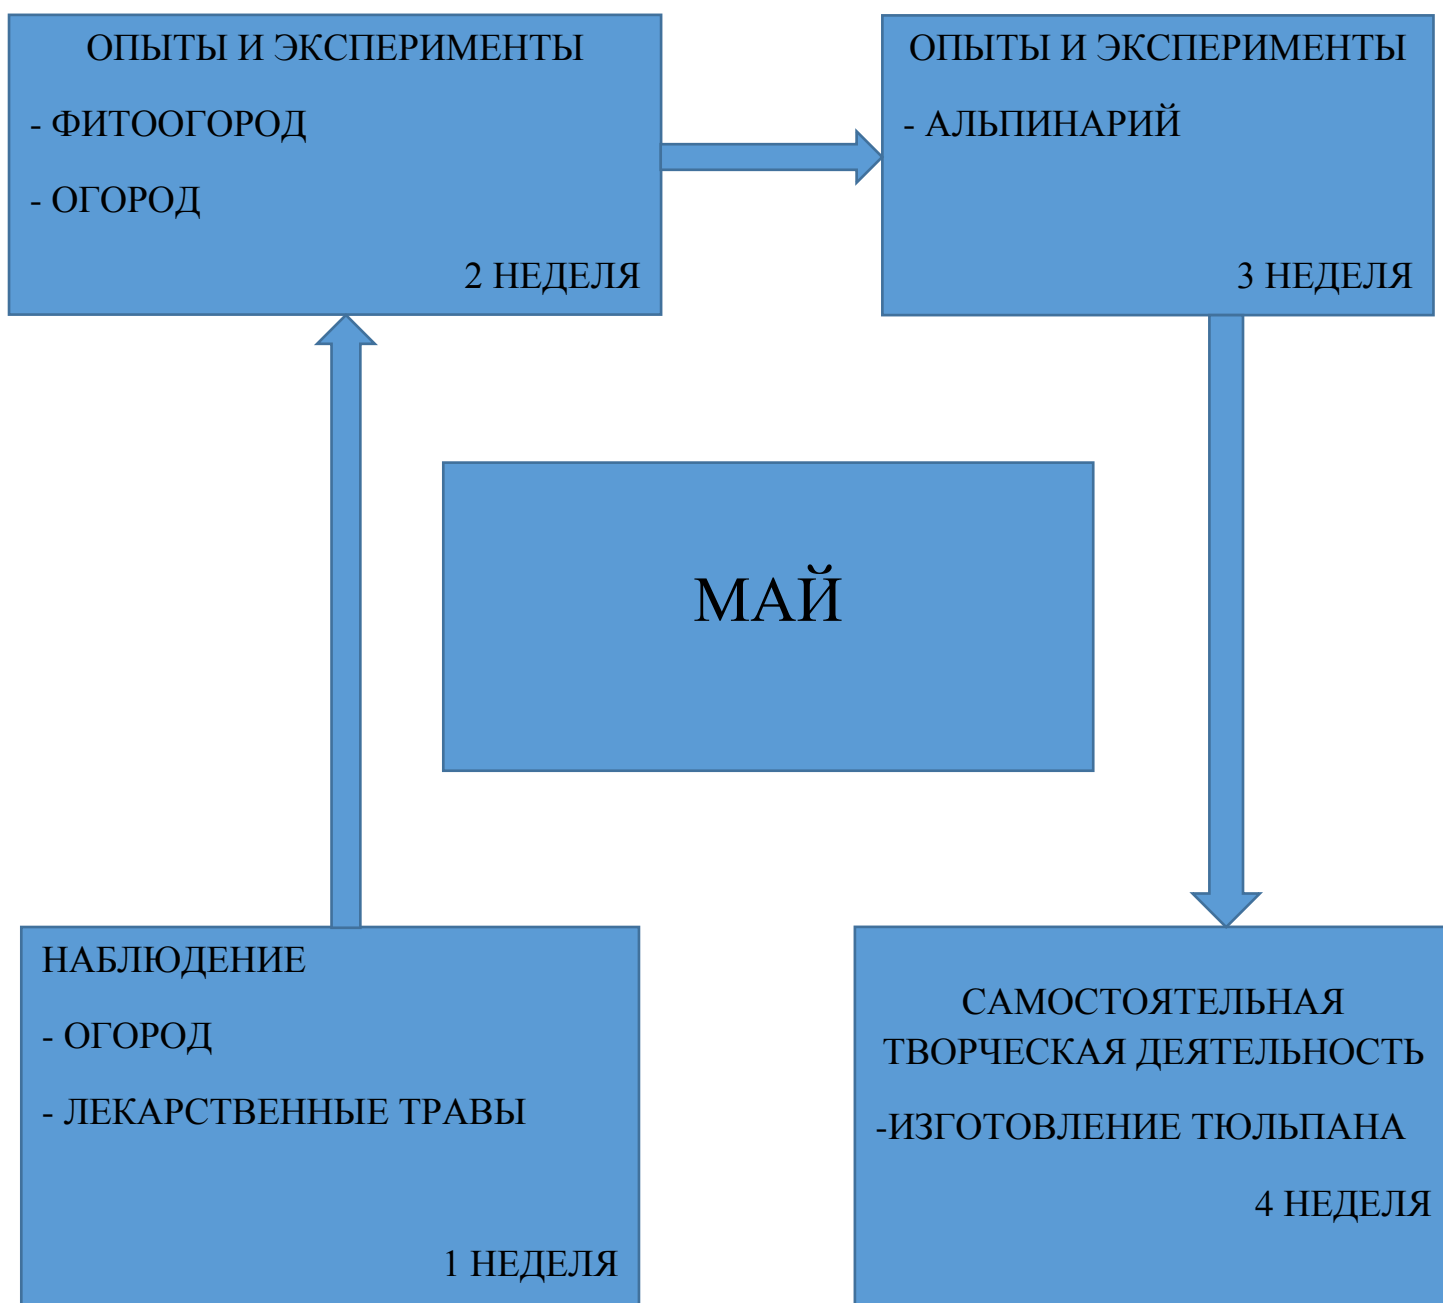 ОПЫТЫ И ЭКСПЕРИМЕНТЫ
- ФИТООГОРОД
- ОГОРОД
2 НЕДЕЛЯ
ОПЫТЫ И ЭКСПЕРИМЕНТЫ
- АЛЬПИНАРИЙ
3 НЕДЕЛЯ
МАЙ
НАБЛЮДЕНИЕ
- ОГОРОД
- ЛЕКАРСТВЕННЫЕ ТРАВЫ
1 НЕДЕЛЯ
САМОСТОЯТЕЛЬНАЯ
ТВОРЧЕСКАЯ ДЕЯТЕЛЬНОСТЬ
-ИЗГОТОВЛЕНИЕ ТЮЛЬПАНА
4 НЕДЕЛЯ